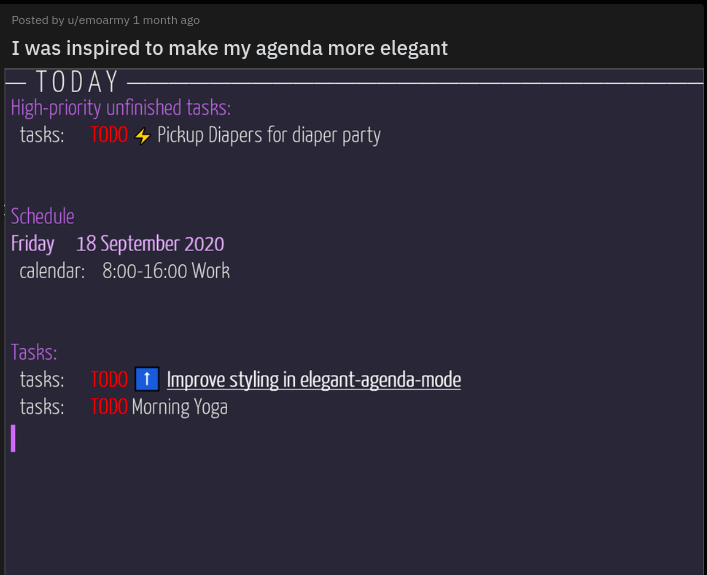 Posted by u/emoarmy 1 month ago
I was inspired to make my agenda more elegant
TODAY
High-priority unfinished tasks:
tasks: TODO ⚡ Pickup Diapers for diaper party
Schedule
Friday 18 September 2020
calendar: 8:00-16:00 Work
Tasks:
tasks: TODO ⬆ Improve styling in elegant-agenda-mode
tasks: TODO Morning Yoga